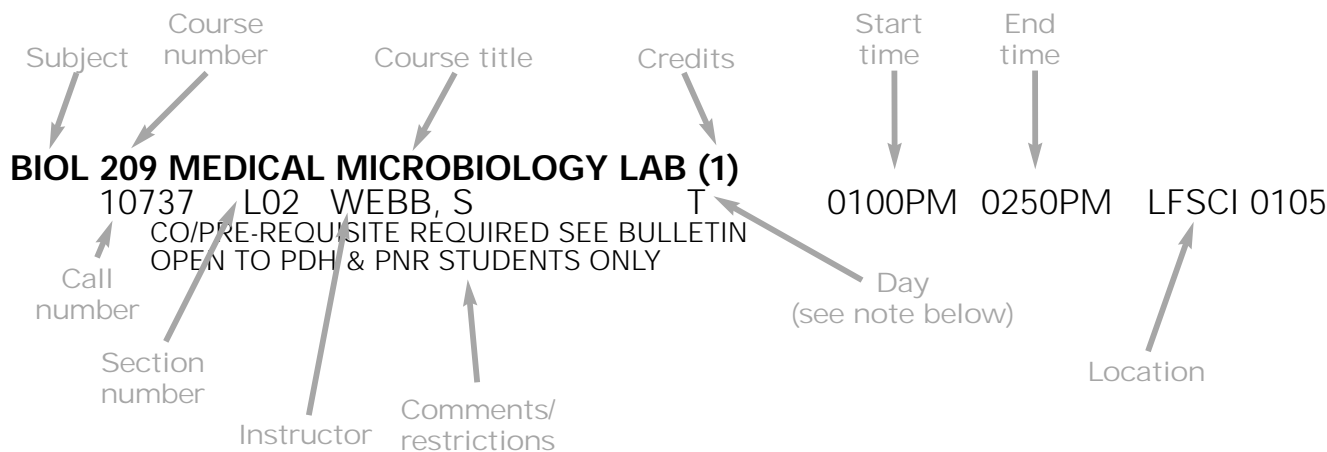 Subject
Course
number
Course title
Credits
Start
time
End
time
BIOL 209 MEDICAL MICROBIOLOGY LAB (1)
10737 L02 WEBB, S T 0100PM 0250PM LFSCI 0105
CO/PRE-REQUISITE REQUIRED SEE BULLETIN
OPEN TO PDH & PNR STUDENTS ONLY
Call
number
Section
number
Instructor
Comments/
restrictions
Day
(see note below)
Location